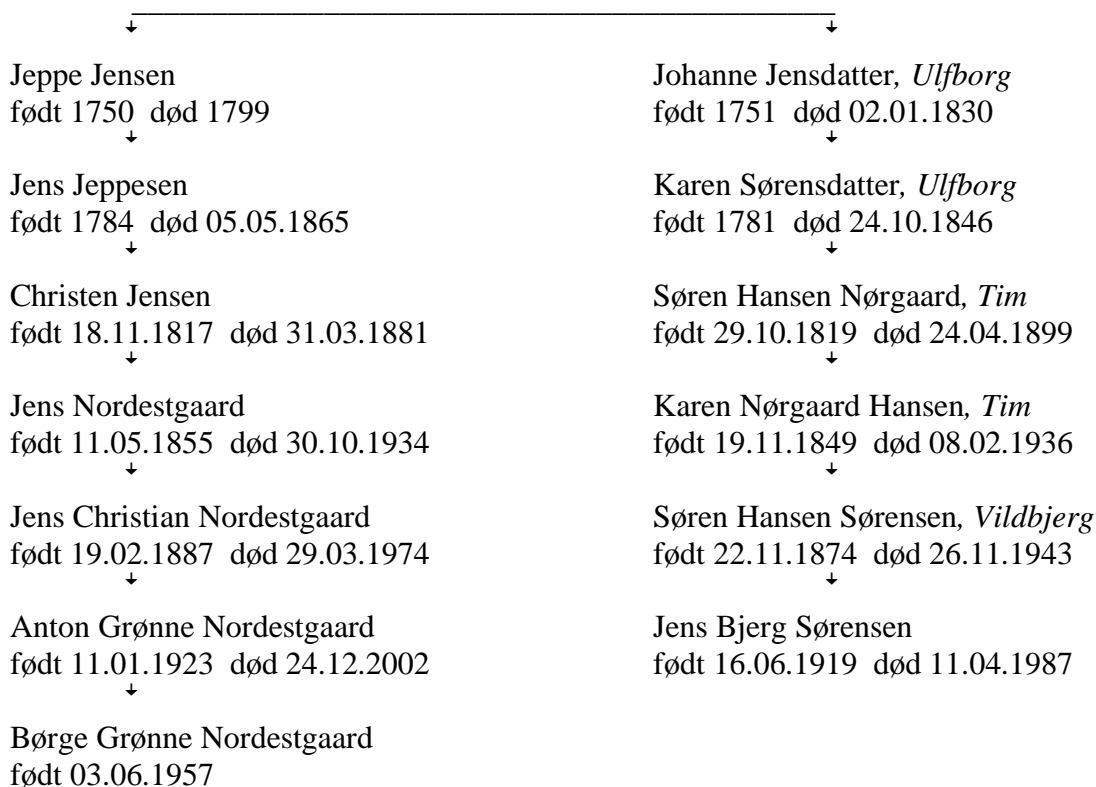 Jeppe Jensen
født 1750 død 1799
Jens Jeppesen
født 1784 død 05.05.1865
Christen Jensen
født 18.11.1817 død 31.03.1881
Jens Nordestgaard
født 11.05.1855 død 30.10.1934
Jens Christian Nordestgaard
født 19.02.1887 død 29.03.1974
Anton Grønne Nordestgaard
født 11.01.1923 død 24.12.2002
Børge Grønne Nordestgaard
født 03.06.1957
Johanne Jensdatter, Ulfborg
født 1751 død 02.01.1830
Karen Sørensdatter, Ulfborg
født 1781 død 24.10.1846
Søren Hansen Nørgaard, Tim
født 29.10.1819 død 24.04.1899
Karen Nørgaard Hansen, Tim
født 19.11.1849 død 08.02.1936
Søren Hansen Sørensen, Vildbjerg
født 22.11.1874 død 26.11.1943
Jens Bjerg Sørensen
født 16.06.1919 død 11.04.1987